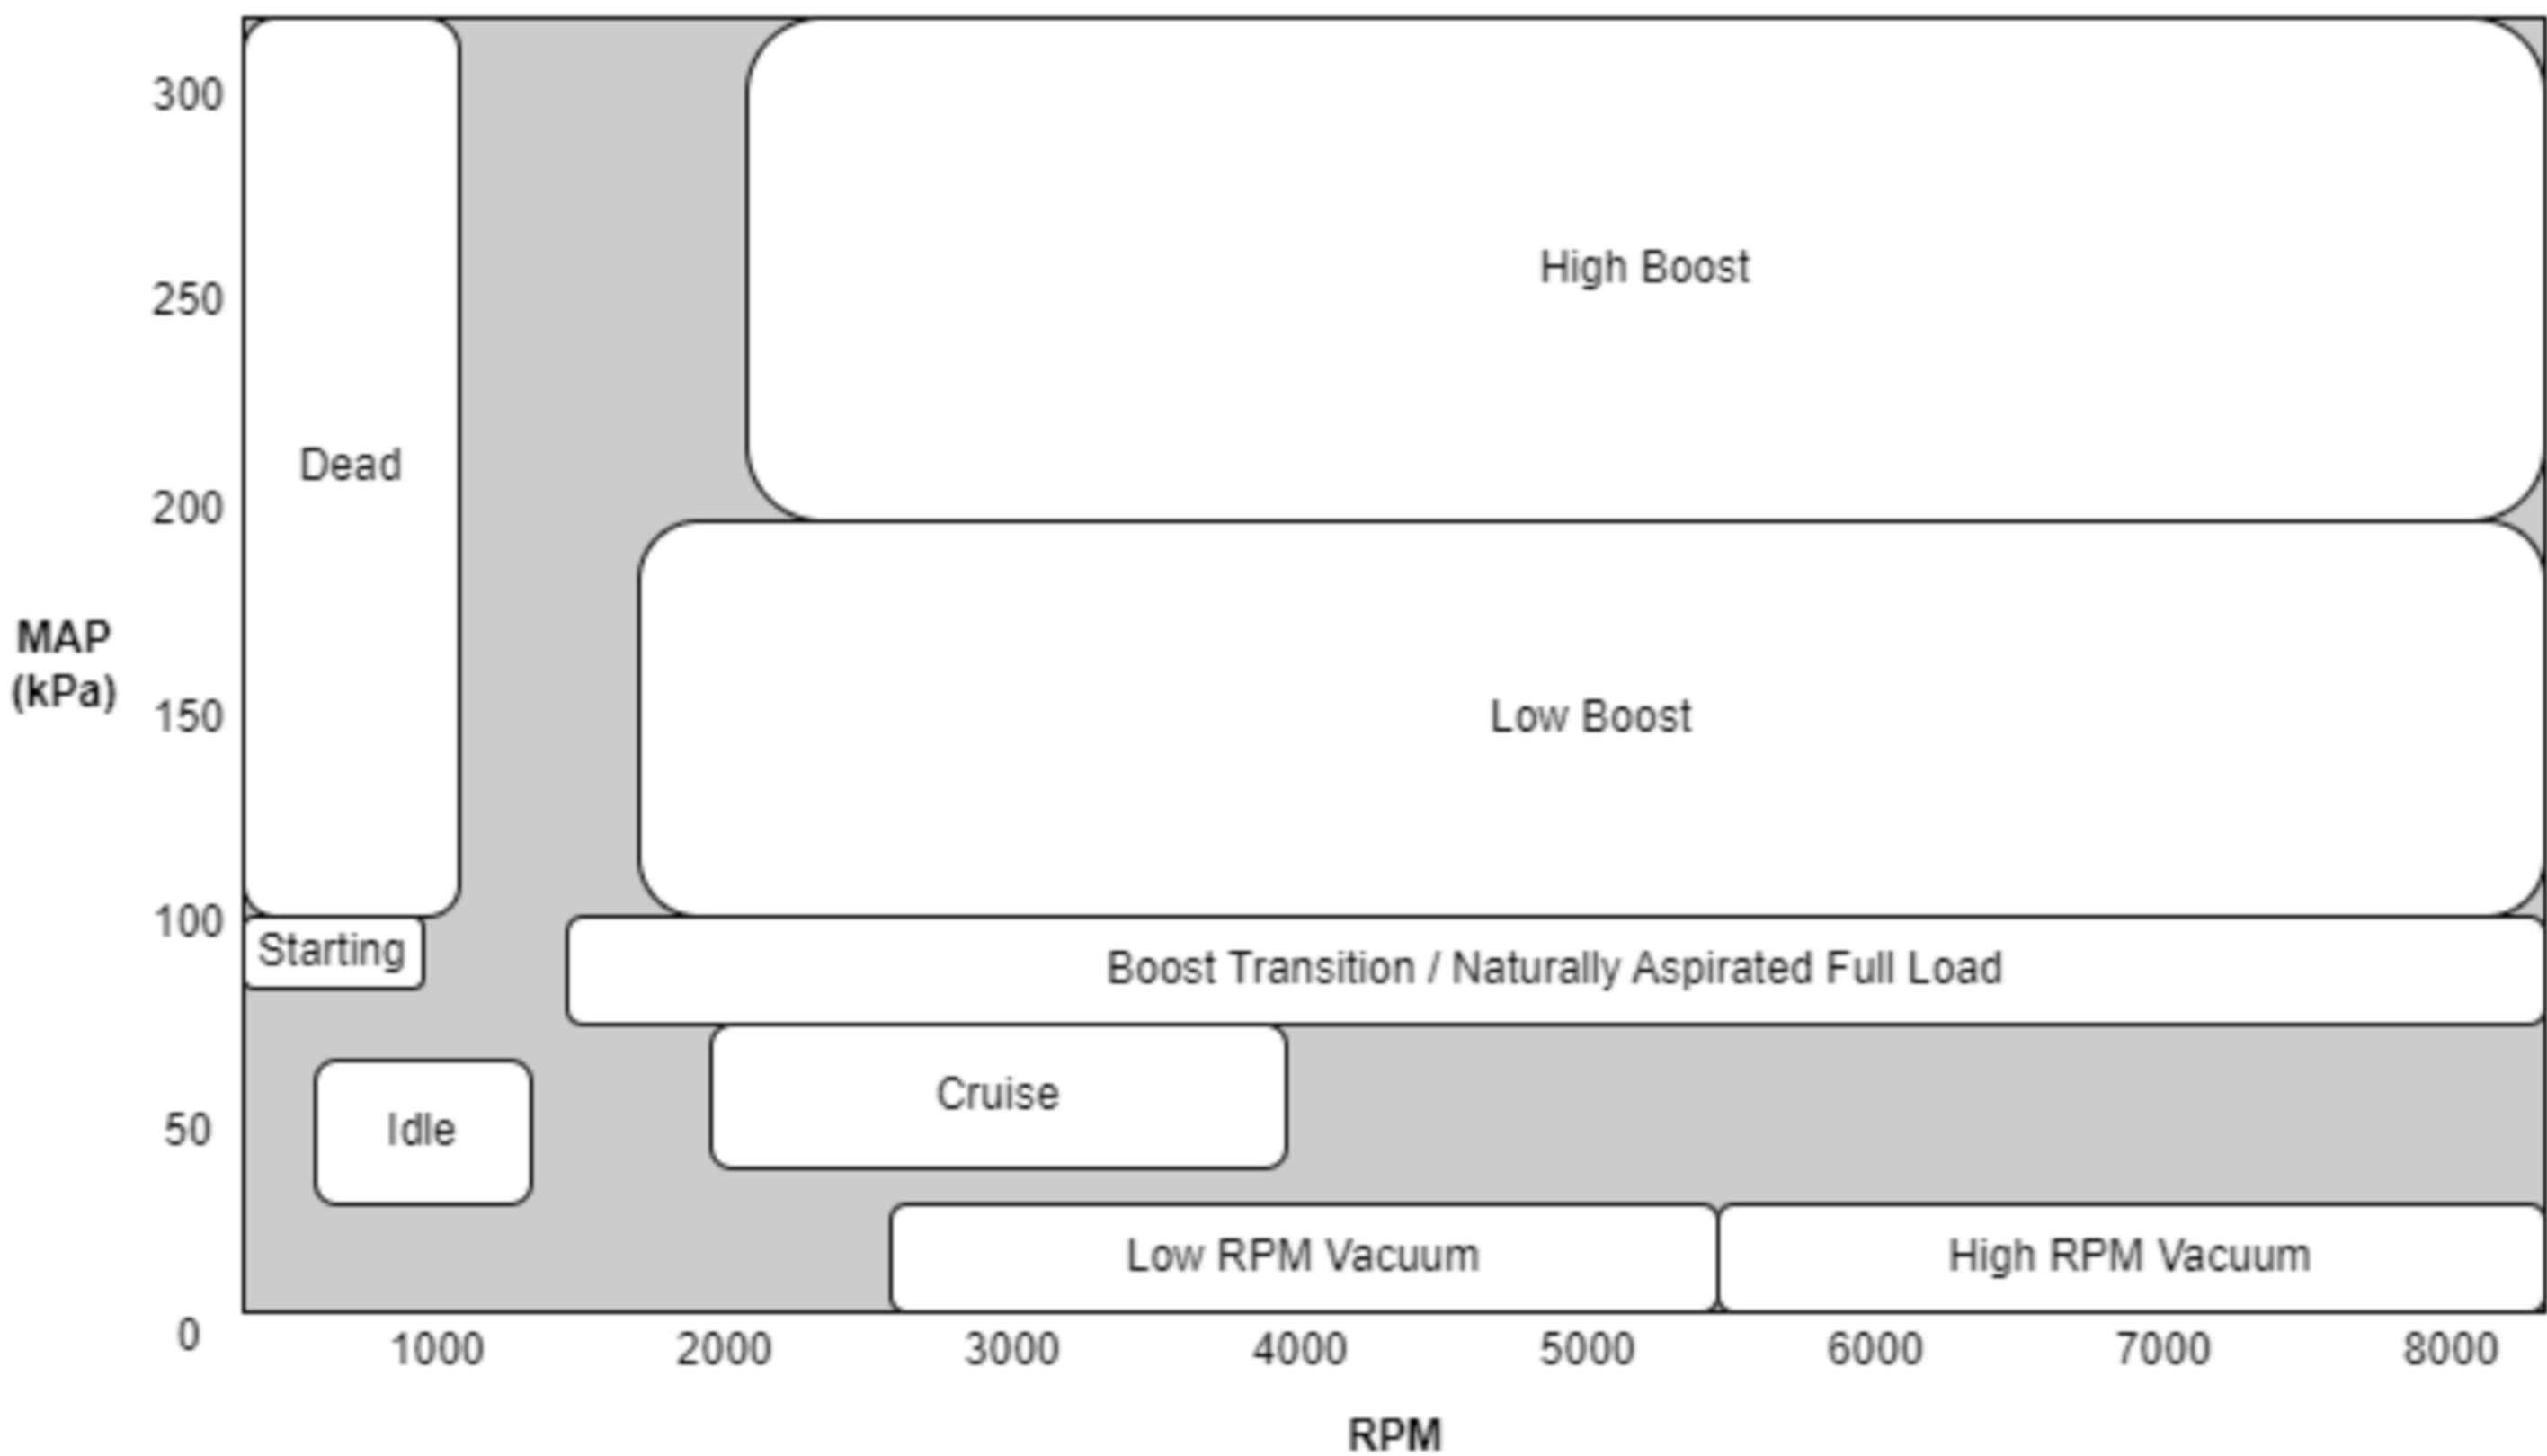 300
High Boost
250
Dead
200
MAP
(kPa)
150
Low Boost
100
Starting
Boost Transition / Naturally Aspirated Full Load
Cruise
50
Idle
Low RPM Vacuum
High RPM Vacuum
0
1000 2000 3000 4000 5000 6000 7000 8000
RPM